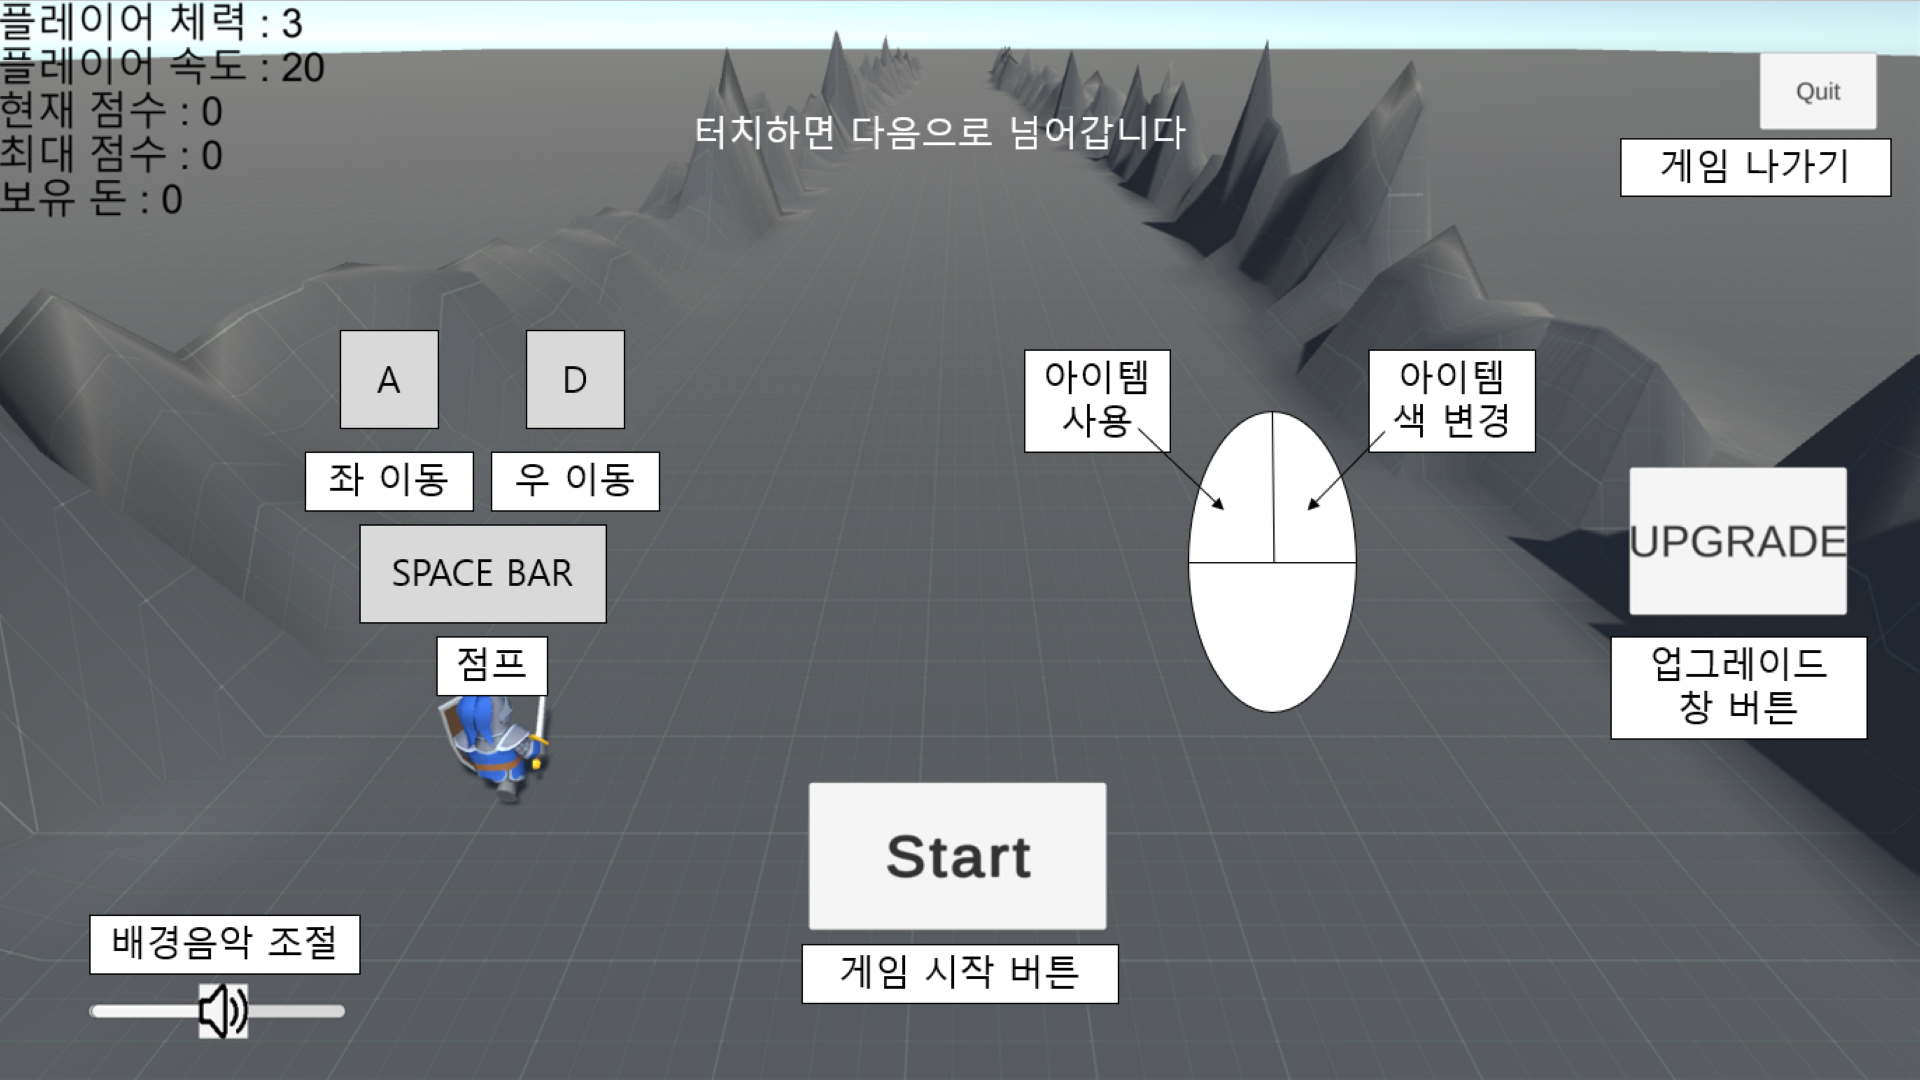 플레이어 체력 : 3
플레이어 속도 : 20
현재 점수 : 0
최대 점수 : 0
보유 돈 : 0
Quit
게임 나가기
터치하면 다음으로 넘어갑니다
A
D
좌 이동
우 이동
SPACE BAR
점프
아이템
사용
아이템
색 변경
UPGRADE
업그레이드
창 버튼
Start
게임 시작 버튼
배경음악 조절